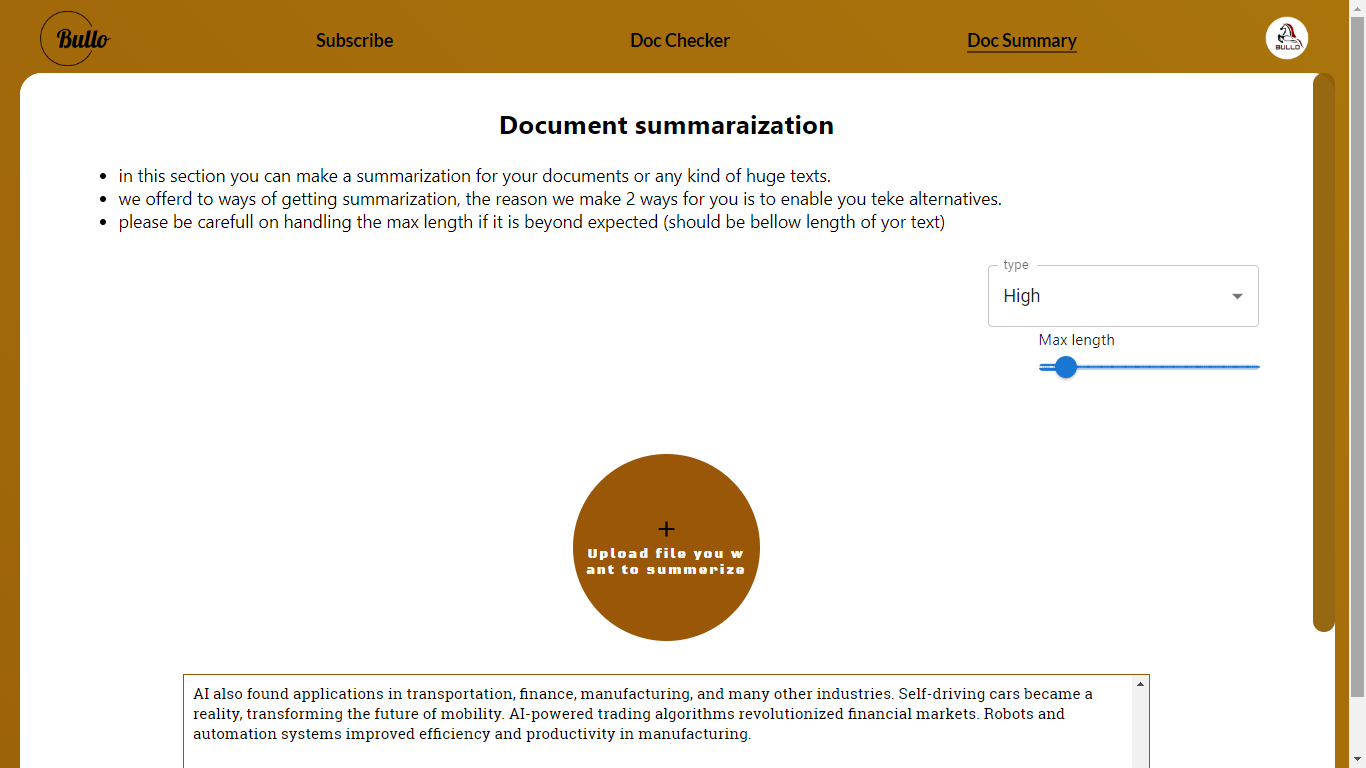 Bullo
Subscribe
Doc Checker
Doc Summary
BULLO
Document summaraization
in this section you can make a summarization for your documents or any kind of huge texts.
we offerd to ways of getting summarization, the reason we make 2 ways for you is to enable you teke alternatives.
please be carefull on handling the max length if it is beyond expected (should be bellow length of yor text)
type
High
Max length
+
Upload file you w
ant to summerize
AI also found applications in transportation, finance, manufacturing, and many other industries. Self-driving cars became a
reality, transforming the future of mobility. AI-powered trading algorithms revolutionized financial markets. Robots and
automation systems improved efficiency and productivity in manufacturing.